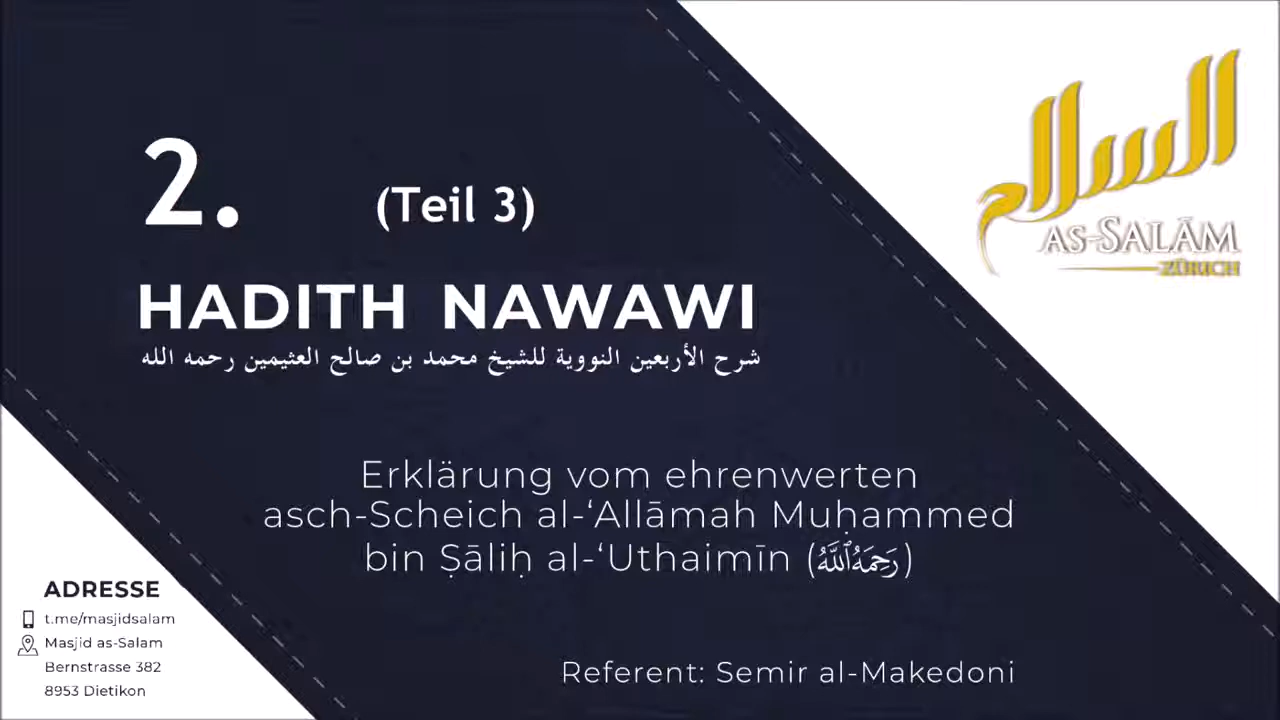 السلام
AS-SALĀM
ZÜRICH
2. (Teil 3)
HADITH NAWAWI
شرح الأربعين النووية للشيخ محمد بن صالح العثيمين رحمه الله
Erklärung vom ehrenwerten
asch-Scheich al-ʻAllāmah Muḥammed
bin Ṣāliḥ al-ʻUthaimīn (رَحِمَهُ ٱللَّهُ)
ADRESSE
t.me/masjidsalam
Masjid as-Salam
Bernstrasse 382
8953 Dietikon
Referent: Semir al-Makedoni